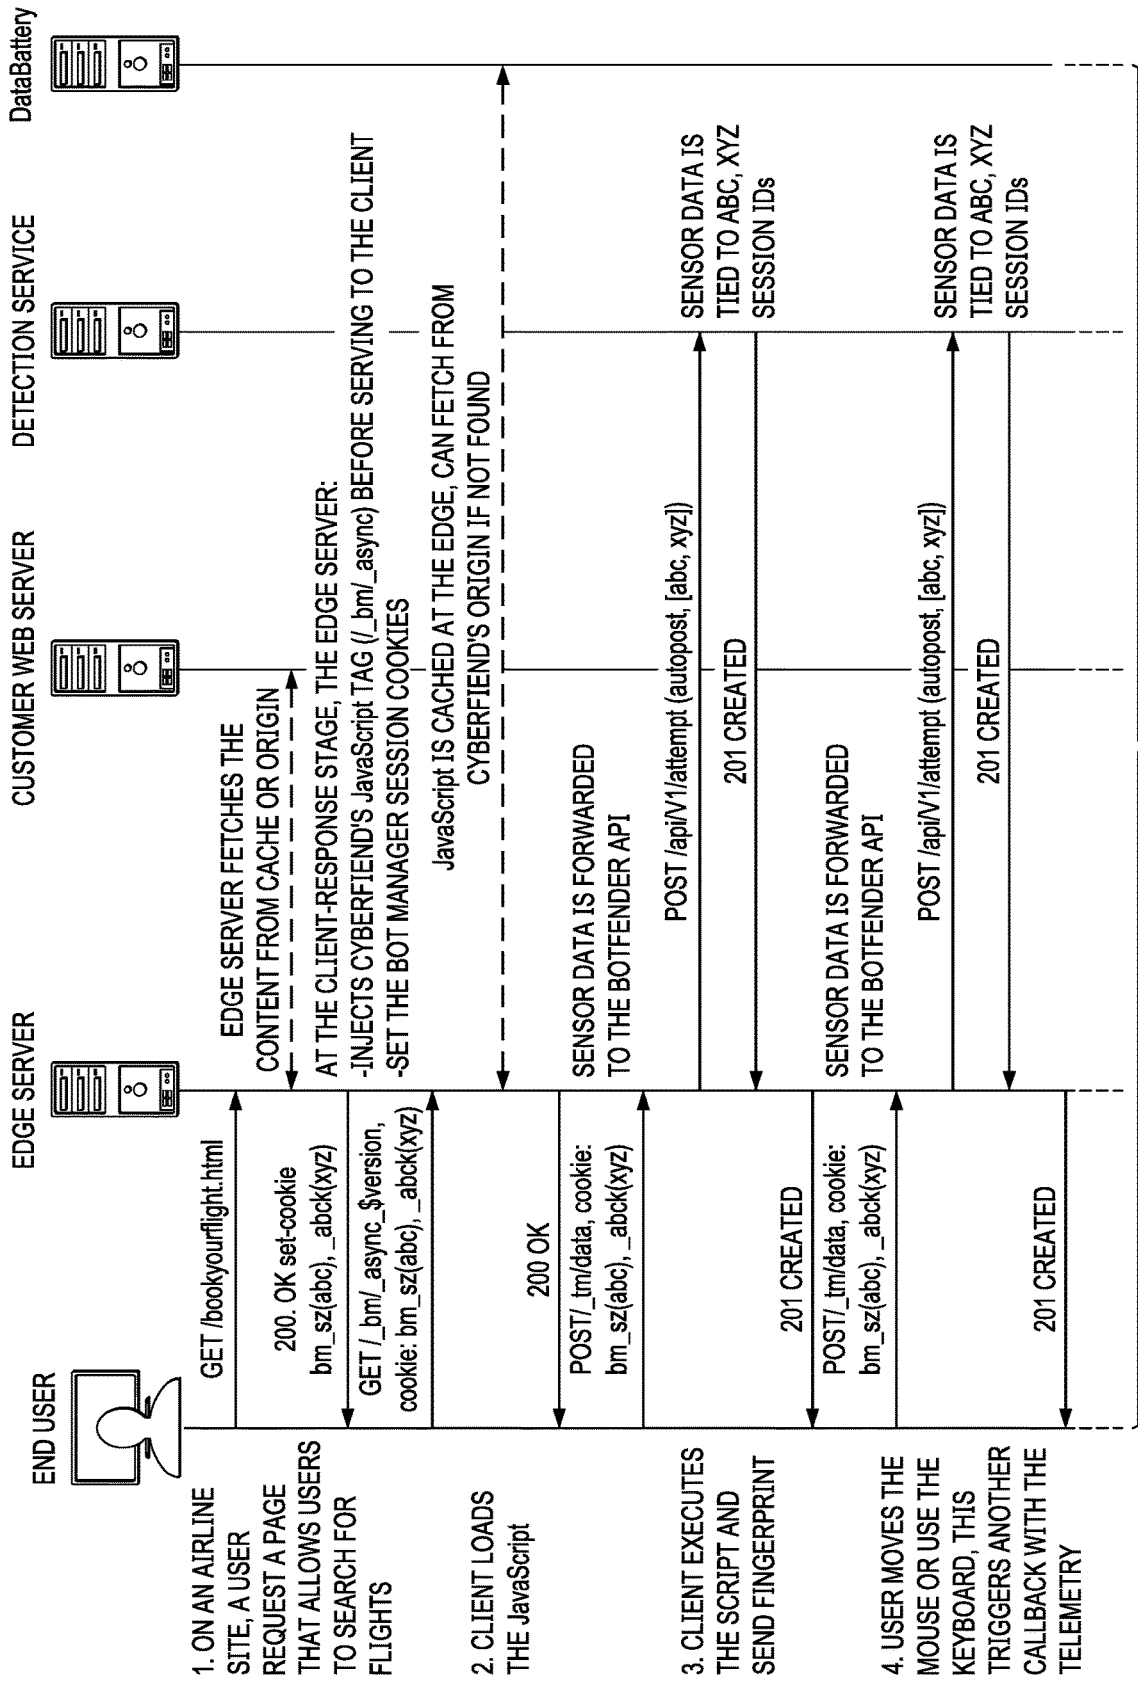 END USER
EDGE SERVER
CUSTOMER WEB SERVER
DETECTION SERVICE
DataBattery
1. ON AN AIRLINE
SITE, A USER
REQUEST A PAGE
THAT ALLOWS USERS
TO SEARCH FOR
FLIGHTS
GET /bookyourflight.html
EDGE SERVER FETCHES THE
CONTENT FROM CACHE OR ORIGIN
200. OK set-cookie
bm_sz(abc), _abck(xyz)
AT THE CLIENT-RESPONSE STAGE, THE EDGE SERVER:
-INJECTS CYBERFIEND'S JavaScript TAG (/_bm/_async) BEFORE SERVING TO THE CLIENT
-SET THE BOT MANAGER SESSION COOKIES
GET /_bm/_async_$version,
cookie: bm_sz(abc), _abck(xyz)
JavaScript IS CACHED AT THE EDGE, CAN FETCH FROM
CYBERFIEND'S ORIGIN IF NOT FOUND
2. CLIENT LOADS
THE JavaScript
200 OK
POST/_tm/data, cookie:
bm_sz(abc), _abck(xyz)
SENSOR DATA IS FORWARDED
TO THE BOTFENDER API
POST /api/V1/attempt (autopost, [abc, xyz])
SENSOR DATA IS
TIED TO ABC, XYZ
SESSION IDs
201 CREATED
3. CLIENT EXECUTES
THE SCRIPT AND
SEND FINGERPRINT
201 CREATED
POST/_tm/data, cookie:
bm_sz(abc), _abck(xyz)
SENSOR DATA IS FORWARDED
TO THE BOTFENDER API
POST /api/V1/attempt (autopost, [abc, xyz])
SENSOR DATA IS
TIED TO ABC, XYZ
SESSION IDs
201 CREATED
4. USER MOVES THE
MOUSE OR USE THE
KEYBOARD, THIS
TRIGGERS ANOTHER
CALLBACK WITH THE
TELEMETRY
201 CREATED